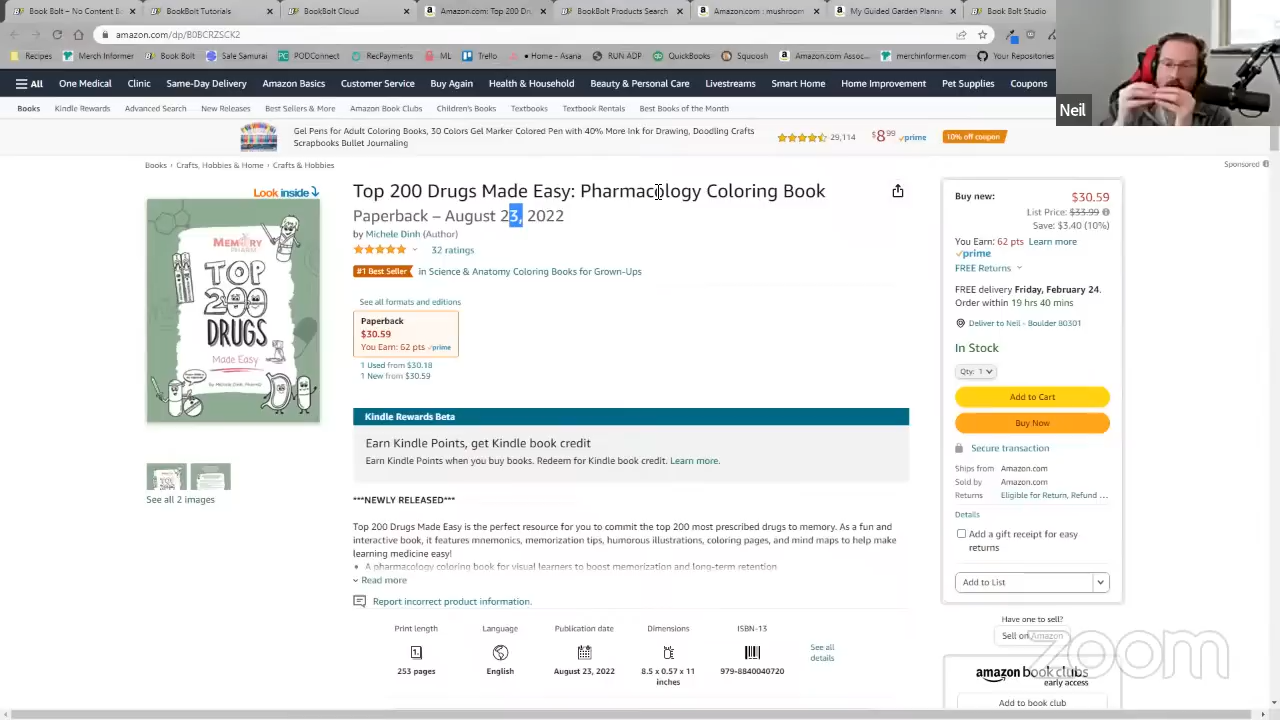 Book Bolt – No Content B
BookBolt Tutorials
BookBolt Cloud
Amazon.com: Top 200 Dr
BookBolt Products Search
Amazon.com : mushroom
My Guided Garden Planne
Book Bolt Studio
amazon.com/dp/B0BCRZSCK2
Recipes
Merch Informer
Book Bolt
Sale Samurai
PODConnect
CatRescue
ML
Trello
• Home - Asana
RUN-ADP
QuickBooks
Squoosh
Amazon.com Assoc
merchinformer.com
Your Repositories
Neil
All
One Medical
Clinic
Same-Day Delivery
Amazon Basics
Customer Service
Buy Again
Health & Household
Beauty & Personal Care
Livestreams
Smart Home
Pharmacy
Pet Supplies
Coupons
Books
Kindle Rewards
Advanced Search
New Releases
Best Sellers & More
Amazon Book Clubs
Children's Books
Textbooks
Textbook Rentals
Best Books of the Month
Gel Pens for Adult Coloring Books, 30 Colors Gel Marker Colored Pen with 40% More Ink for Drawing, Doodling Crafts
Scrapbooks Bullet Journaling
29,114
$8.99 prime
10% off coupon
Sponsored
Books › Crafts, Hobbies & Home › Crafts & Hobbies
Look inside
MEMORY
PHARM
TOP
200
DRUGS
Made Easy
by Michele Dinh, PharmD
See all 2 images
Top 200 Drugs Made Easy: Pharmacology Coloring Book
Paperback – August 23, 2022
by Michele Dinh (Author)
32 ratings
#1 Best Seller in Science & Anatomy Coloring Books for Grown-Ups
See all formats and editions
Paperback
$30.59
You Earn: 62 pts prime
1 Used from $30.18
1 New from $30.59
Kindle Rewards Beta
Earn Kindle Points, get Kindle book credit
Earn Kindle Points when you buy books. Redeem for Kindle book credit. Learn more.
***NEWLY RELEASED***
Top 200 Drugs Made Easy is the perfect resource for you to commit the top 200 most prescribed drugs to memory. As a fun and
interactive book, it features mnemonics, memorization tips, humorous illustrations, coloring pages, and mind maps to help make
learning medicine easy!
• A pharmacology coloring book for visual learners to boost memorization and long-term retention
Read more
Report incorrect product information.
Print length
253 pages
Language
English
Publication date
August 23, 2022
Dimensions
8.5 x 0.57 x 11
inches
ISBN-13
979-8840040720
See all
details
Buy new:
$30.59
List Price: $33.99
Save: $3.40 (10%)
You Earn: 62 pts Learn more
prime
FREE Returns
FREE delivery Friday, February 24.
Order within 19 hrs 40 mins
Deliver to Neil - Boulder 80301
In Stock
Qty: 1
Add to Cart
Buy Now
Secure transaction
Ships from Amazon.com
Sold by Amazon.com
Returns Eligible for Return, Refund ...
Details
Add a gift receipt for easy
returns
Add to List
Have one to sell?
Sell on Amazon
zoom
amazon book clubs
early access
Add to book club